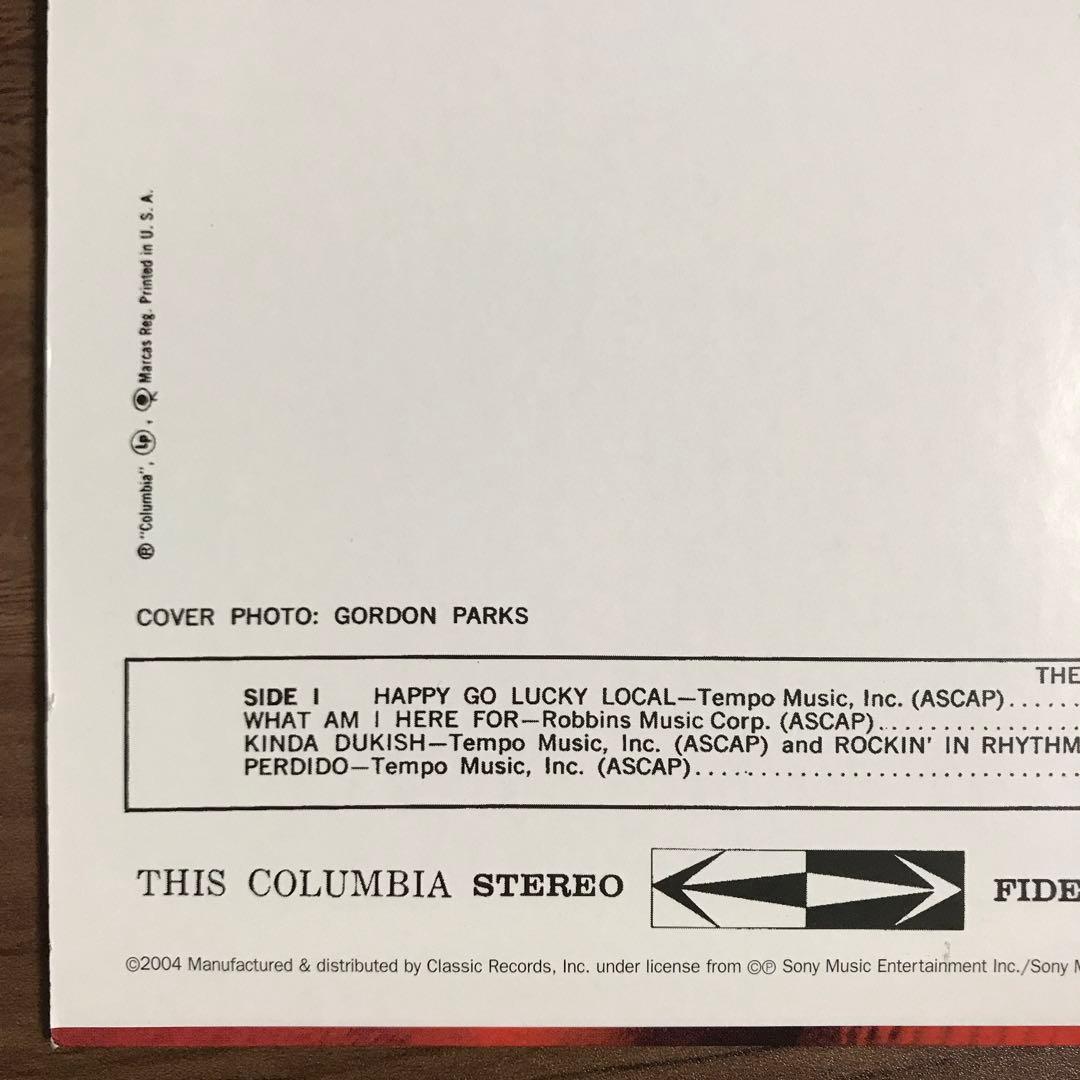 Ⓡ "Columbia", Lp, Marcas Reg. Printed in U. S. A.
COVER PHOTO: GORDON PARKS
THE
SIDE I HAPPY GO LUCKY LOCAL—Tempo Music, Inc. (ASCAP)......
WHAT AM I HERE FOR—Robbins Music Corp. (ASCAP)..................
KINDA DUKISH—Tempo Music, Inc. (ASCAP) and ROCKIN' IN RHYTHM
PERDIDO—Tempo Music, Inc. (ASCAP)..................................
THIS COLUMBIA STEREO FIDE
©2004 Manufactured & distributed by Classic Records, Inc. under license from ©℗ Sony Music Entertainment Inc./Sony M